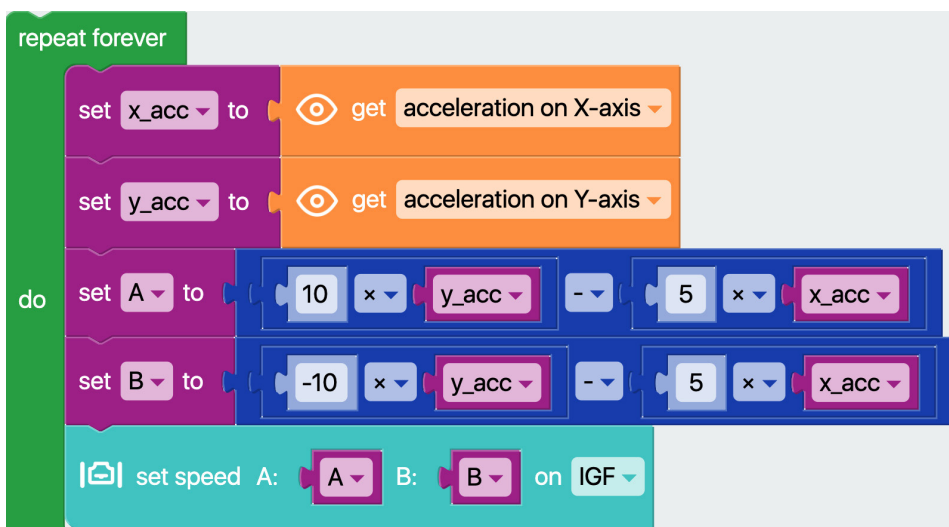 repeat forever
set x_acc to get acceleration on X-axis
set y_acc to get acceleration on Y-axis
do set A to 10 × y_acc - 5 × x_acc
set B to -10 × y_acc - 5 × x_acc
set speed A: A B: B on IGF